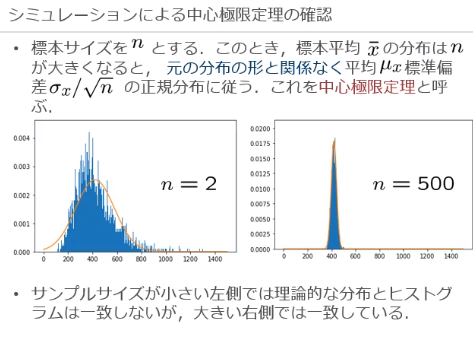 シミュレーションによる中心極限定理の確認
• 標本サイズを n とする．このとき，標本平均 x̄ の分布は n
が大きくなると， 元の分布の形と関係なく平均 μx 標準偏
差 σx/√n の正規分布に従う．これを中心極限定理と呼
ぶ．
0.004
0.003
0.002
0.001
0.000
0 200 400 600 800 1000 1200 1400
n = 2
0.0200
0.0175
0.0150
0.0125
0.0100
0.0075
0.0050
0.0025
0.0000
0 200 400 600 800 1000 1200 1400
n = 500
• サンプルサイズが小さい左側では理論的な分布とヒストグ
ラムは一致しないが，大きい右側では一致している．